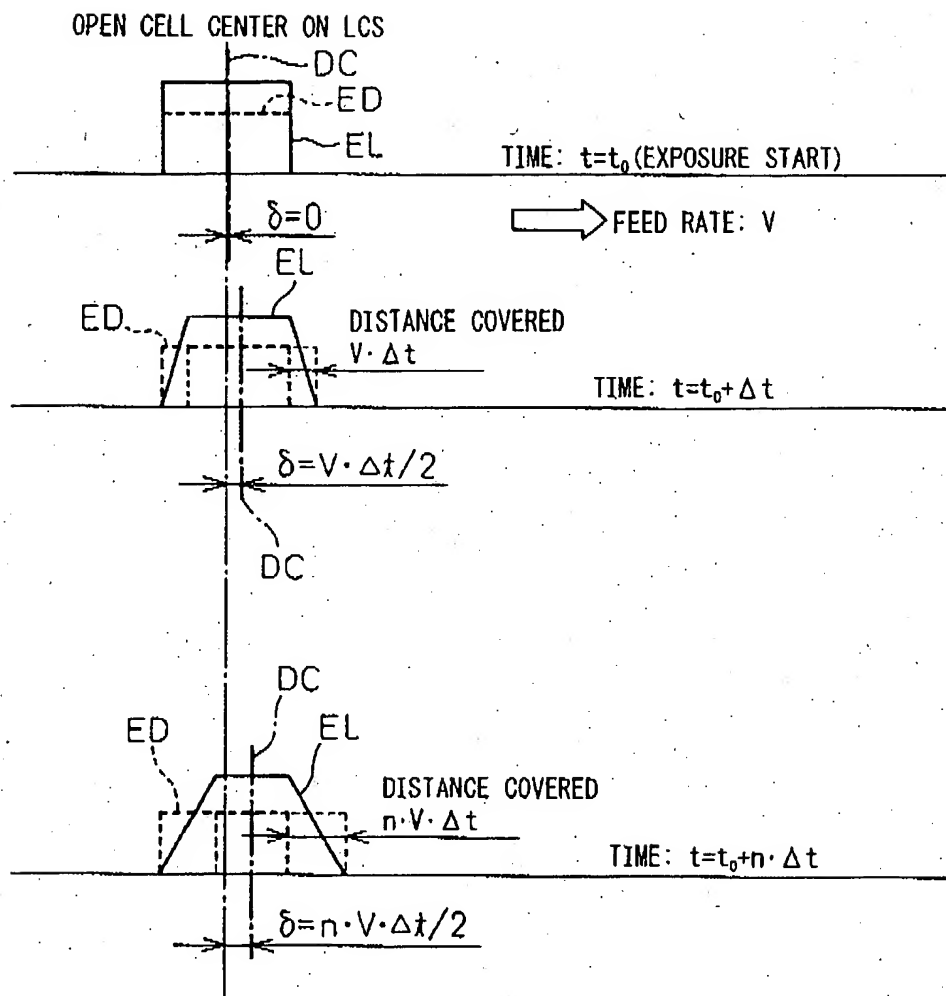 OPEN CELL CENTER ON LCS
DC
ED
EL
TIME: t=t₀(EXPOSURE START)
δ=0
FEED RATE: V
EL
ED
DISTANCE COVERED
V·Δt
TIME: t=t₀+Δt
δ=V·Δt/2
DC
DC
ED
EL
DISTANCE COVERED
n·V·Δt
TIME: t=t₀+n·Δt
δ=n·V·Δt/2